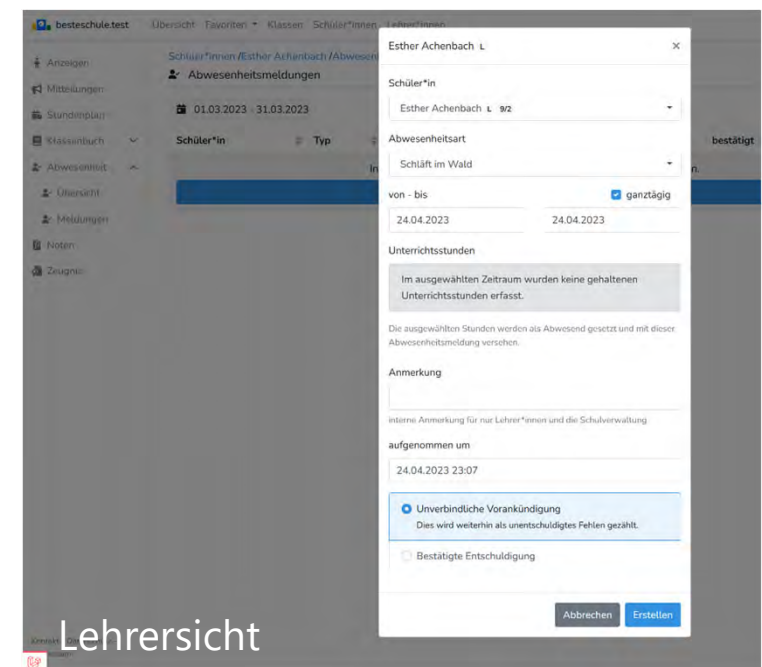 besteschule.test Übersicht Favoriten Klassen Schüler*innen Lehrer*innen
Anzeigen
Mitteilungen
Stundenplan
Klassenbuch
Abwesenheit
Übersicht
Meldungen
Noten
Zeugnis
Schüler*innen /Esther Achenbach /Abwesen
Abwesenheitsmeldungen
01.03.2023 - 31.03.2023
Schüler*in Typ bestätigt
In n.
Esther Achenbach L ×
Schüler*in
Esther Achenbach L 9/2
Abwesenheitsart
Schläft im Wald
von - bis ganztägig
24.04.2023 24.04.2023
Unterrichtsstunden
Im ausgewählten Zeitraum wurden keine gehaltenen
Unterrichtsstunden erfasst.
Die ausgewählten Stunden werden als Abwesend gesetzt und mit dieser
Abwesenheitsmeldung versehen.
Anmerkung
interne Anmerkung für nur Lehrer*innen und die Schulverwaltung
aufgenommen um
24.04.2023 23:07
Unverbindliche Vorankündigung
Dies wird weiterhin als unentschuldigtes Fehlen gezählt.
Bestätigte Entschuldigung
Abbrechen Erstellen
Kontakt
Lehrersicht